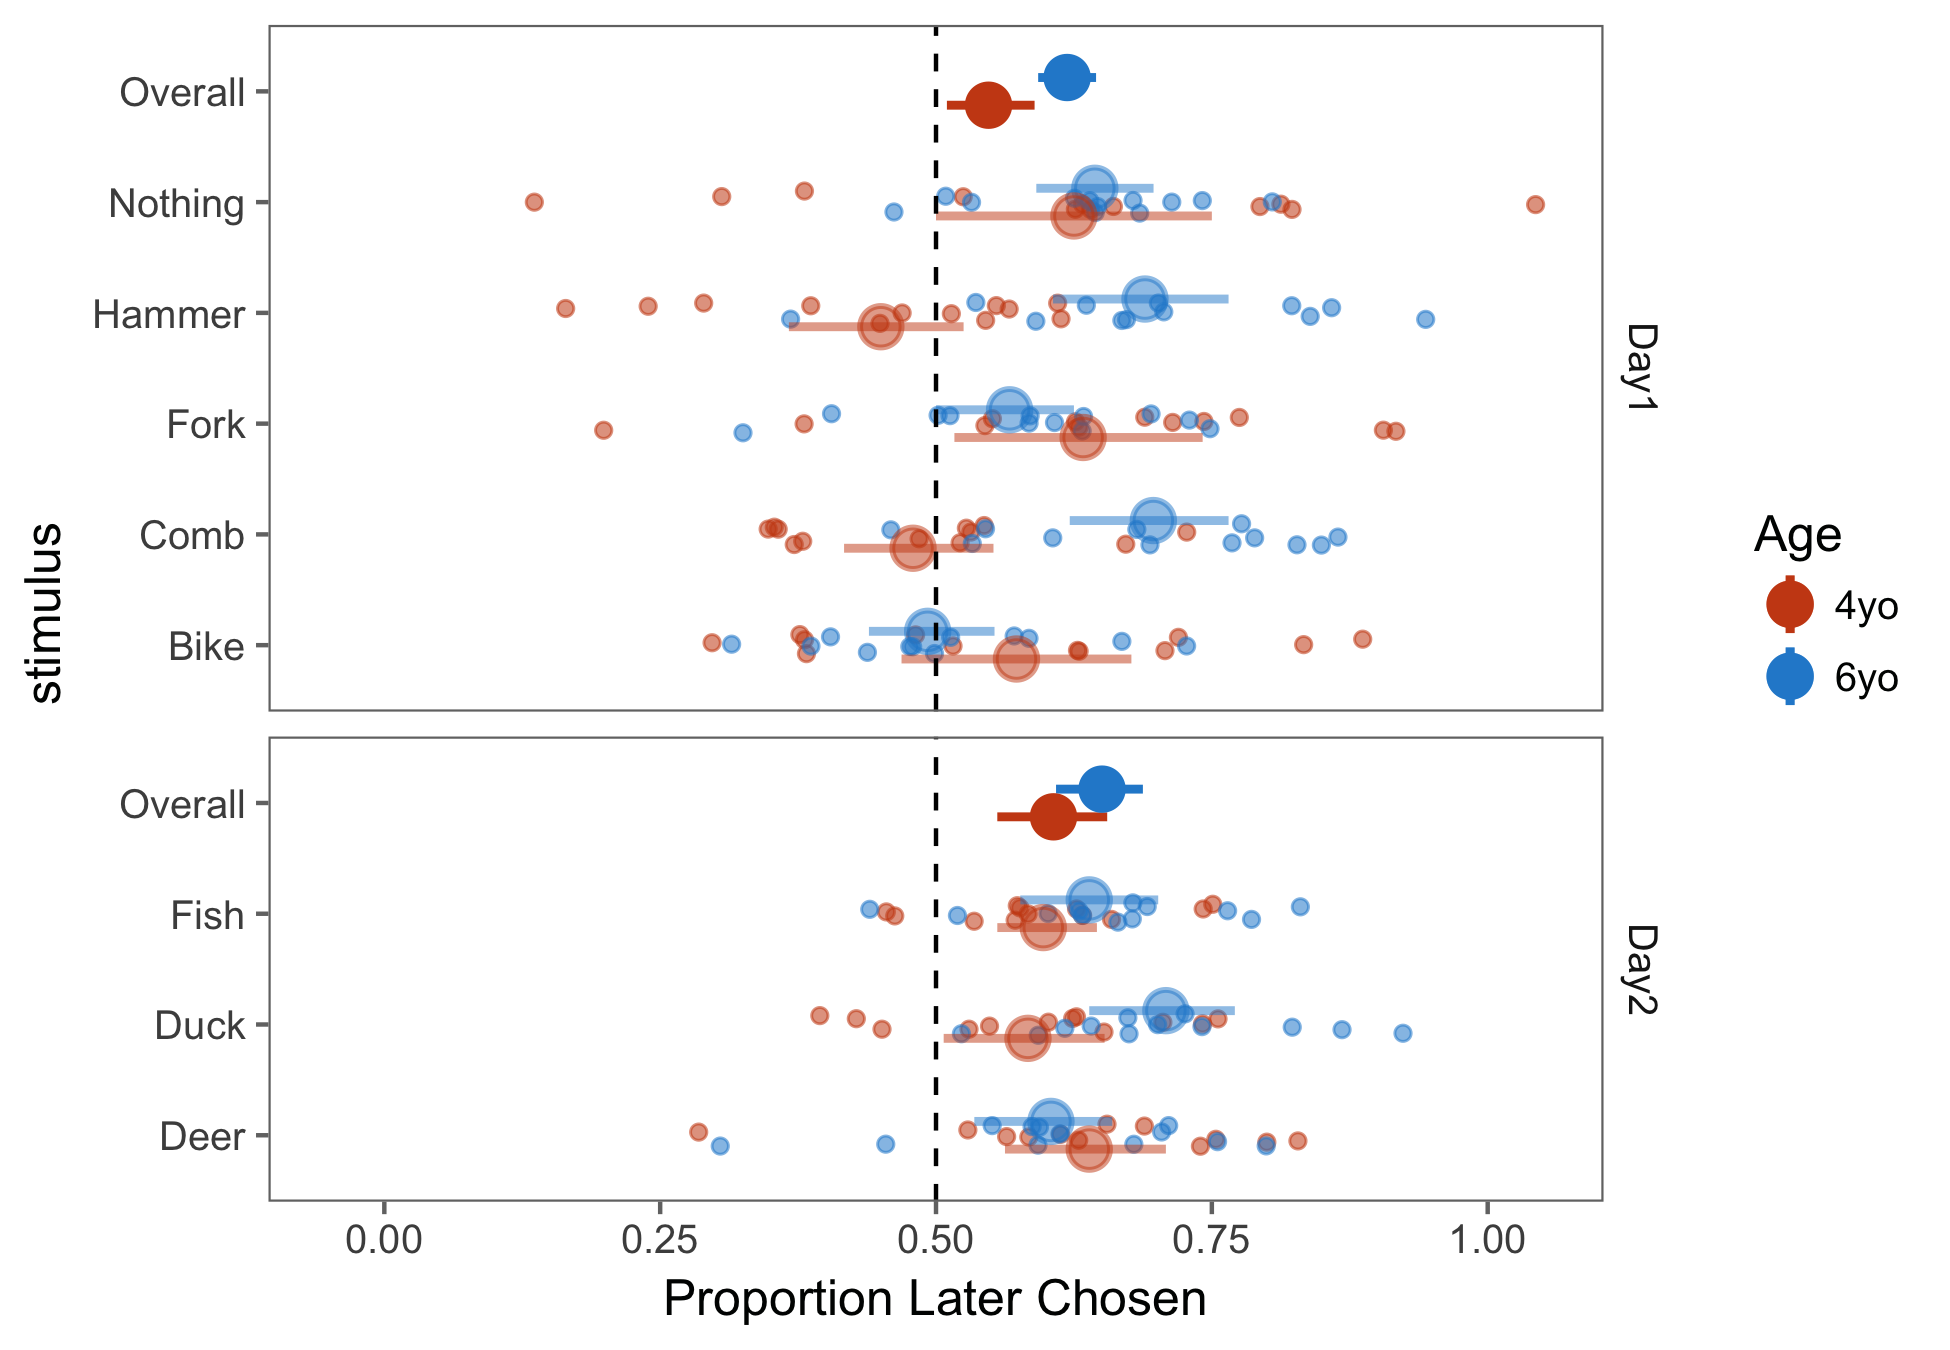 Overall
Nothing
Hammer
Fork
Comb
Bike
Day1
Overall
Fish
Duck
Deer
Day2
stimulus
0.00 0.25 0.50 0.75 1.00
Proportion Later Chosen
Age
4yo
6yo